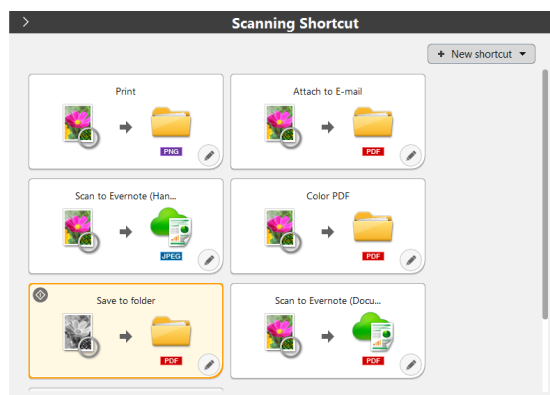 Scanning Shortcut
+ New shortcut
Print
PNG
Attach to E-mail
PDF
Scan to Evernote (Han...
JPEG
Color PDF
PDF
Save to folder
PDF
Scan to Evernote (Docu...
PDF